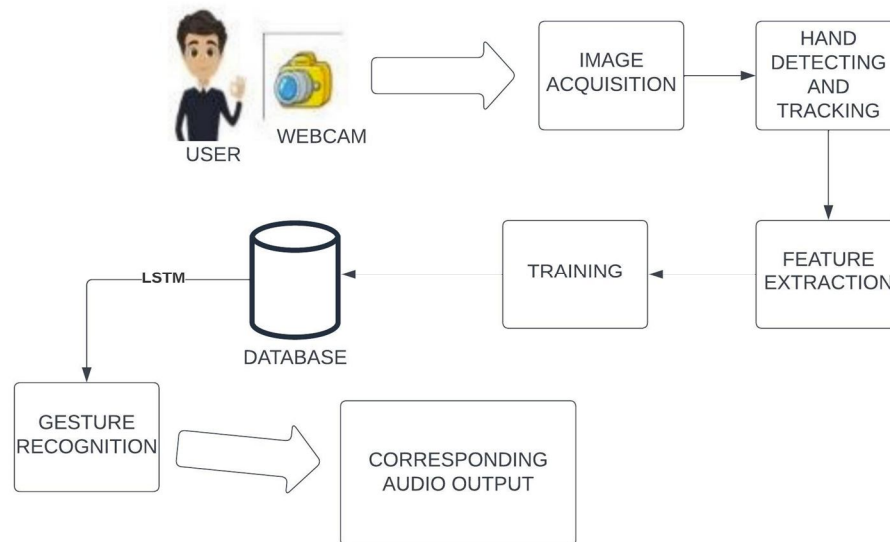 USER
WEBCAM
IMAGE
ACQUISITION
HAND
DETECTING
AND
TRACKING
FEATURE
EXTRACTION
TRAINING
DATABASE
LSTM
GESTURE
RECOGNITION
CORRESPONDING
AUDIO OUTPUT